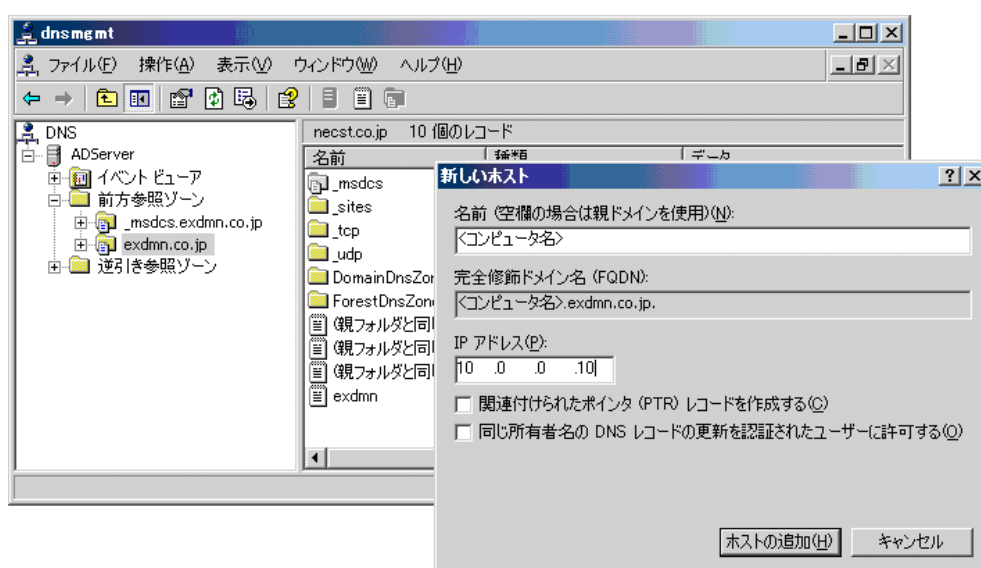 dnsmgmt
ファイル(F) 操作(A) 表示(V) ウィンドウ(W) ヘルプ(H)
DNS
ADServer
イベント ビューア
前方参照ゾーン
_msdcs.exdmn.co.jp
exdmn.co.jp
逆引き参照ゾーン
necst.co.jp 10 個のレコード
名前 種類 データ
_msdcs
_sites
_tcp
_udp
DomainDnsZon
ForestDnsZon
(親フォルダと同
(親フォルダと同
(親フォルダと同
exdmn
新しいホスト
名前 (空欄の場合は親ドメインを使用)(N):
<コンピュータ名>
完全修飾ドメイン名 (FQDN):
<コンピュータ名>.exdmn.co.jp.
IP アドレス(P):
10 .0 .0 .10
関連付けられたポインタ (PTR) レコードを作成する(C)
同じ所有者名の DNS レコードの更新を認証されたユーザーに許可する(O)
ホストの追加(H) キャンセル